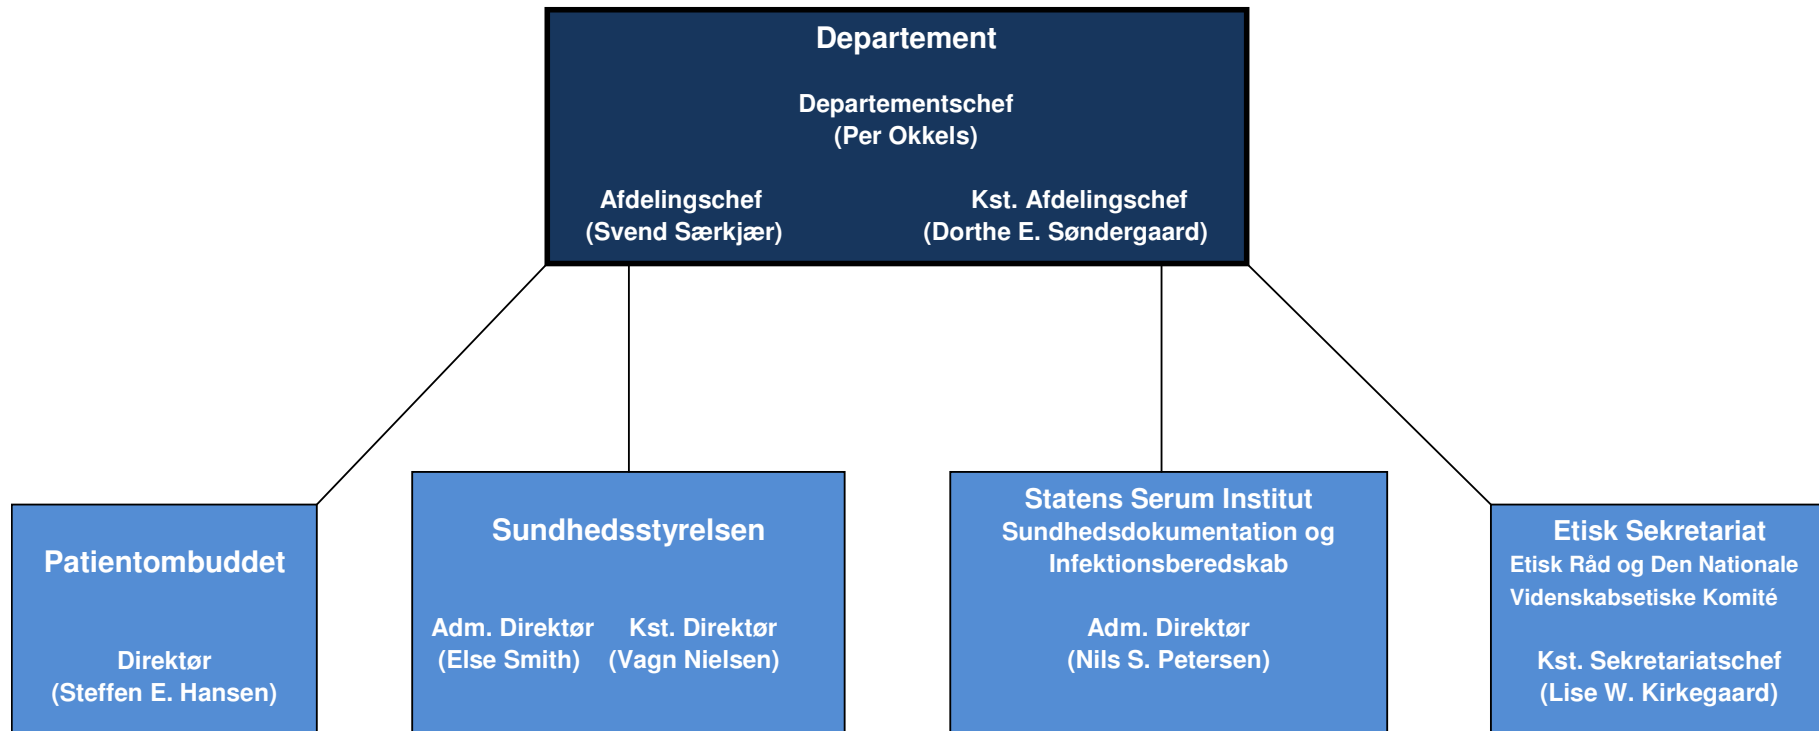 Departement
Departementschef
(Per Okkels)
Afdelingschef
(Svend Særkjær)
Kst. Afdelingschef
(Dorthe E. Søndergaard)
Patientombuddet
Direktør
(Steffen E. Hansen)
Sundhedsstyrelsen
Adm. Direktør
(Else Smith)
Kst. Direktør
(Vagn Nielsen)
Statens Serum Institut
Sundhedsdokumentation og
Infektionsberedskab
Adm. Direktør
(Nils S. Petersen)
Etisk Sekretariat
Etisk Råd og Den Nationale
Videnskabsetiske Komité
Kst. Sekretariatschef
(Lise W. Kirkegaard)